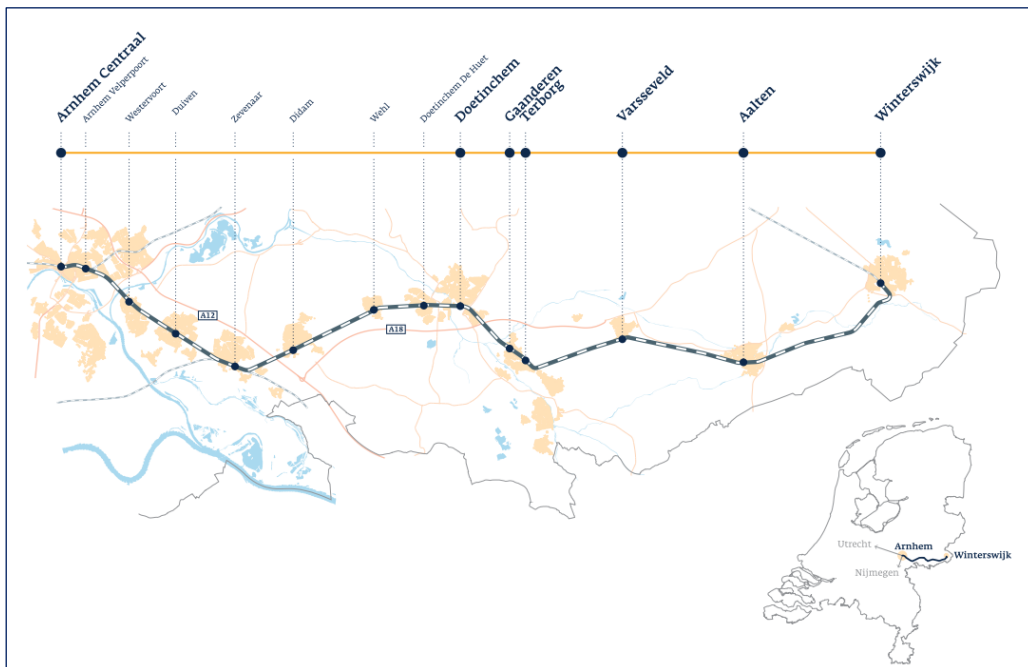 Arnhem Centraal
Arnhem Velperpoort
Westervoort
Duiven
Zevenaar
Didam
Wehl
Doetinchem De Huet
Doetinchem
Gaanderen
Terborg
Varsseveld
Aalten
Winterswijk
A12
A18
Utrecht
Arnhem
Winterswijk
Nijmegen